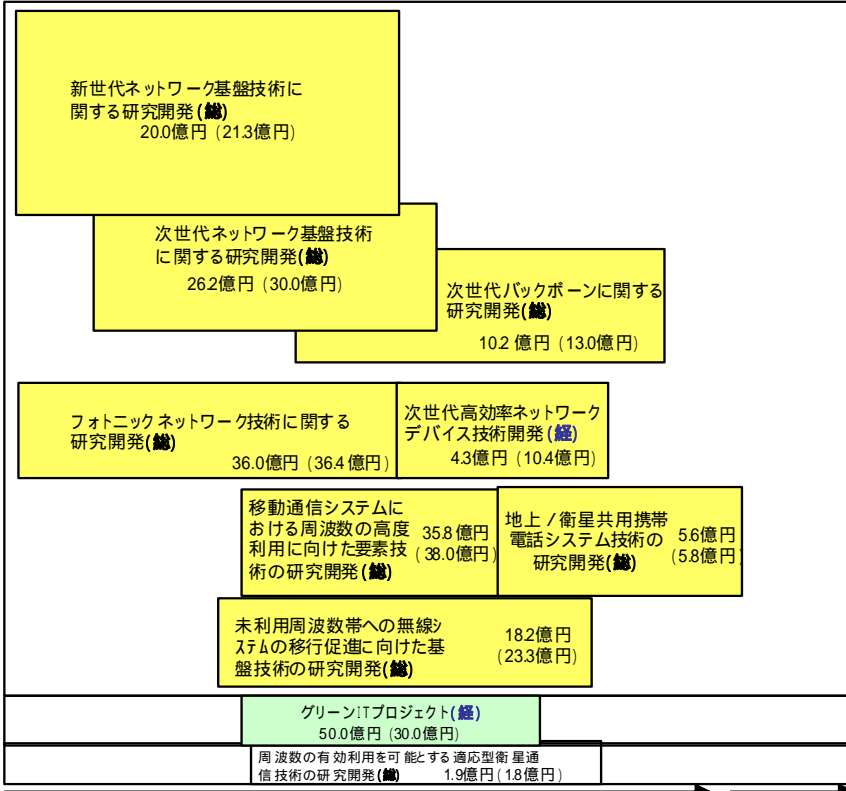 新世代ネットワーク基盤技術に
関する研究開発(総)
20.0億円 (21.3億円)
次世代ネットワーク基盤技術
に関する研究開発(総)
26.2億円 (30.0億円)
次世代バックボーンに関する
研究開発(総)
10.2 億円 (13.0億円)
フォトニックネットワーク技術に関する
研究開発(総)
36.0億円 (36.4億円)
次世代高効率ネットワーク
デバイス技術開発(経)
4.3億円 (10.4億円)
移動通信システムに
おける周波数の高度
利用に向けた要素技
術の研究開発(総)
35.8億円
(38.0億円)
地上/衛星共用携帯
電話システム技術の
研究開発(総)
5.6億円
(5.8億円)
未利用周波数帯への無線シ
ステムの移行促進に向けた基
盤技術の研究開発(総)
18.2億円
(23.3億円)
グリーンITプロジェクト(経)
50.0億円 (30.0億円)
周波数の有効利用を可能とする適応型衛星通
信技術の研究開発(総) 1.9億円(1.8億円)